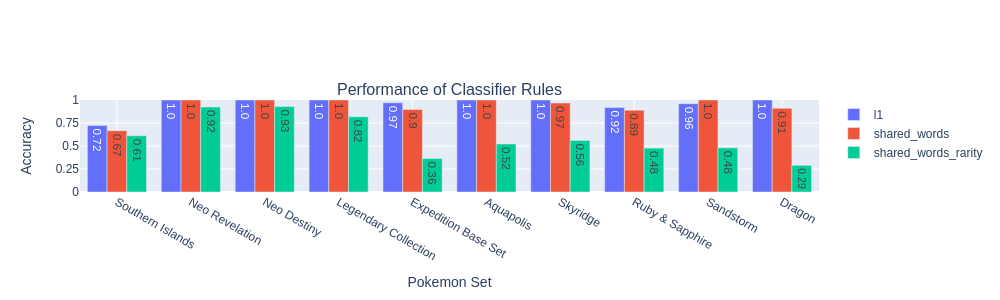 Performance of Classifier Rules
Accuracy
1
0.75
0.5
0.25
0
0.72
0.67
0.61
1.0
1.0
0.92
1.0
1.0
0.93
1.0
1.0
0.82
0.97
0.9
0.36
1.0
1.0
0.52
1.0
0.97
0.56
0.92
0.89
0.48
0.96
1.0
0.48
1.0
0.91
0.29
Southern Islands
Neo Revelation
Neo Destiny
Legendary Collection
Expedition Base Set
Aquapolis
Skyridge
Ruby & Sapphire
Sandstorm
Dragon
Pokemon Set
l1
shared_words
shared_words_rarity